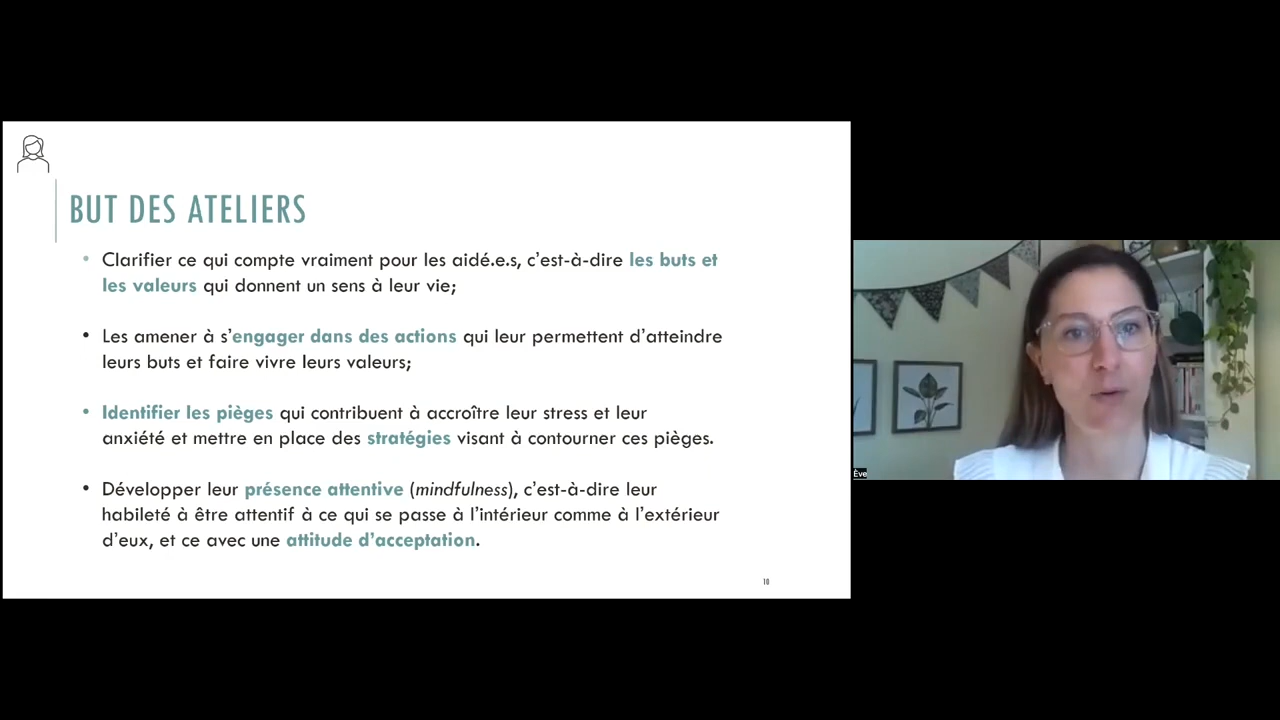 BUT DES ATELIERS
• Clarifier ce qui compte vraiment pour les aidé.e.s, c'est-à-dire les buts et
les valeurs qui donnent un sens à leur vie;
• Les amener à s'engager dans des actions qui leur permettent d'atteindre
leurs buts et faire vivre leurs valeurs;
• Identifier les pièges qui contribuent à accroître leur stress et leur
anxiété et mettre en place des stratégies visant à contourner ces pièges.
• Développer leur présence attentive (mindfulness), c'est-à-dire leur
habileté à être attentif à ce qui se passe à l'intérieur comme à l'extérieur
d'eux, et ce avec une attitude d'acceptation.
10
Ève